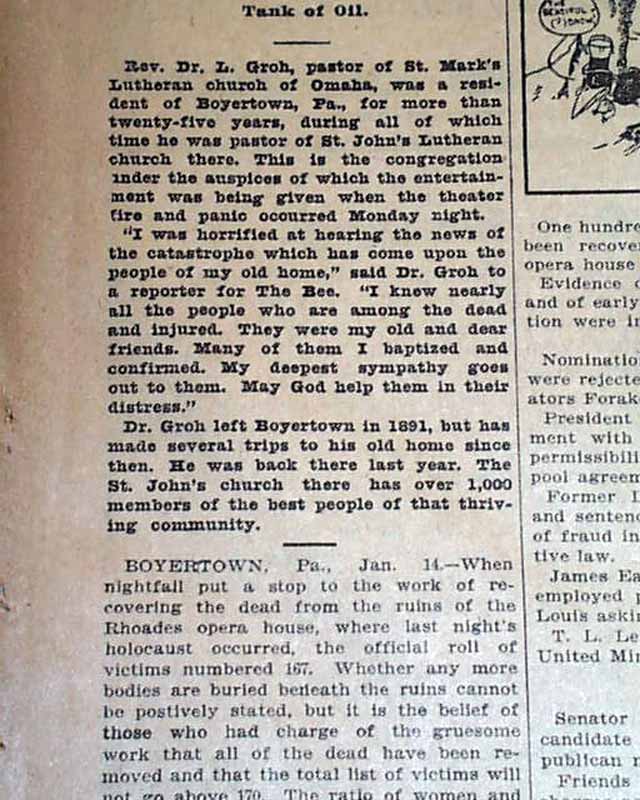 Tank of Oil.
Rev. Dr. L. Groh, pastor of St. Mark's
Lutheran church of Omaha, was a resi-
dent of Boyertown, Pa., for more than
twenty-five years, during all of which
time he was pastor of St. John's Lutheran
church there. This is the congregation
under the auspices of which the entertain-
ment was being given when the theater
fire and panic occurred Monday night.
"I was horrified at hearing the news of
the catastrophe which has come upon the
people of my old home," said Dr. Groh to
a reporter for The Bee. "I knew nearly
all the people who are among the dead
and injured. They were my old and dear
friends. Many of them I baptized and
confirmed. My deepest sympathy goes
out to them. May God help them in their
distress."
Dr. Groh left Boyertown in 1891, but has
made several trips to his old home since
then. He was back there last year. The
St. John's church there has over 1,000
members of the best people of that thriv-
ing community.
BOYERTOWN, Pa., Jan. 14.—When
nightfall put a stop to the work of re-
covering the dead from the ruins of the
Rhoades opera house, where last night's
holocaust occurred, the official roll of
victims numbered 167. Whether any more
bodies are buried beneath the ruins cannot
be postively stated, but it is the belief of
those who had charge of the gruesome
work that all of the dead have been re-
moved and that the total list of victims will
not go above 170. The ratio of women and
BEAUTIFUL
One hundre
been recove
opera house
Evidence
and of early
tion were in
Nominatio
were rejecte
ators Forak
President
ment with
permissibili
pool agreem
Former
and sentenc
of fraud in
tive law.
James Ea
employed
Louis askin
T. L. Le
United Min
Senator
candidate
publican
Friends